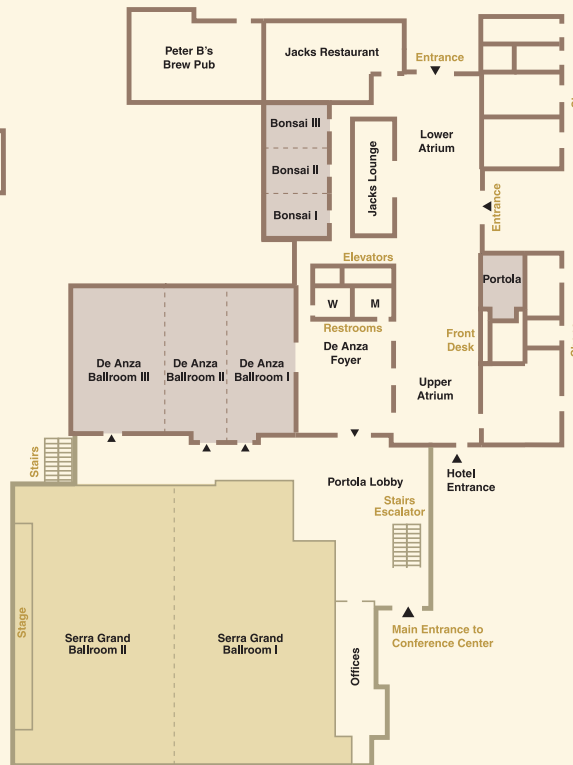 Peter B's
Brew Pub
Jacks Restaurant
Entrance
Bonsai III
Lower
Atrium
Bonsai II
Jacks Lounge
Entrance
Bonsai I
Elevators
Portola
W
M
Restrooms
Front
Desk
De Anza
Foyer
De Anza
Ballroom III
De Anza
Ballroom II
De Anza
Ballroom I
Upper
Atrium
Stairs
Portola Lobby
Hotel
Entrance
Stairs
Escalator
Stage
Serra Grand
Ballroom II
Serra Grand
Ballroom I
Main Entrance to
Conference Center
Offices